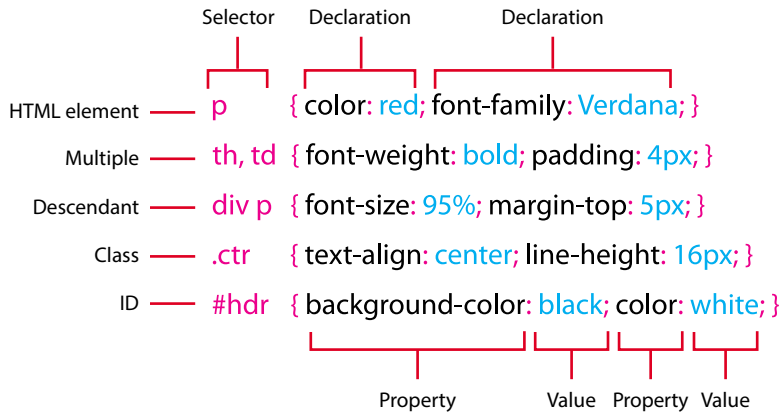 Selector Declaration Declaration
HTML element p { color: red; font-family: Verdana; }
Multiple th, td { font-weight: bold; padding: 4px; }
Descendant div p { font-size: 95%; margin-top: 5px; }
Class .ctr { text-align: center; line-height: 16px; }
ID #hdr { background-color: black; color: white; }
Property Value Property Value